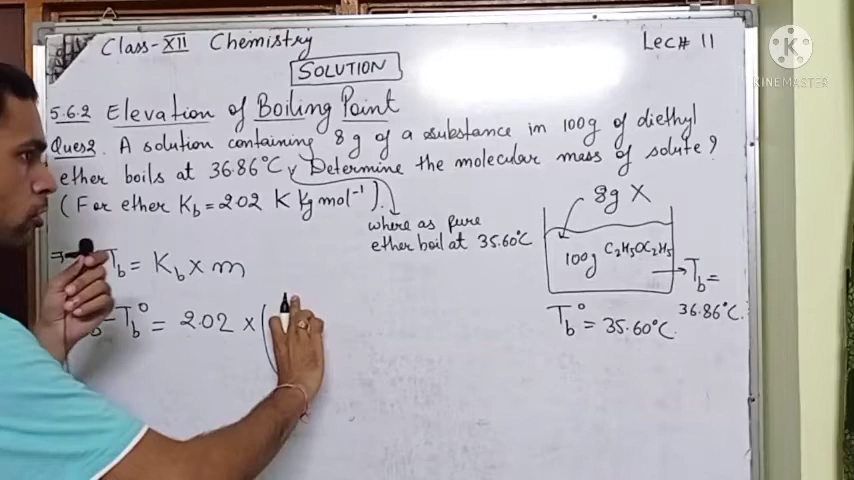 Class-XII Chemistry
Lec# 11
KINEMASTER
SOLUTION
5.6.2 Elevation of Boiling Point
Ques2. A solution containing 8g of a substance in 100g of diethyl
ether boils at 36.86°C, Determine the molecular mass of solute?
(For ether Kb = 2.02 K Kg mol⁻¹).
where as pure
ether boil at 35.60°C
8g X
100g C₂H₅OC₂H₅
Tb =
36.86°C.
Tb° = 35.60°C.
⇒ Tb = Kb × m
b - Tb° = 2.02 × (